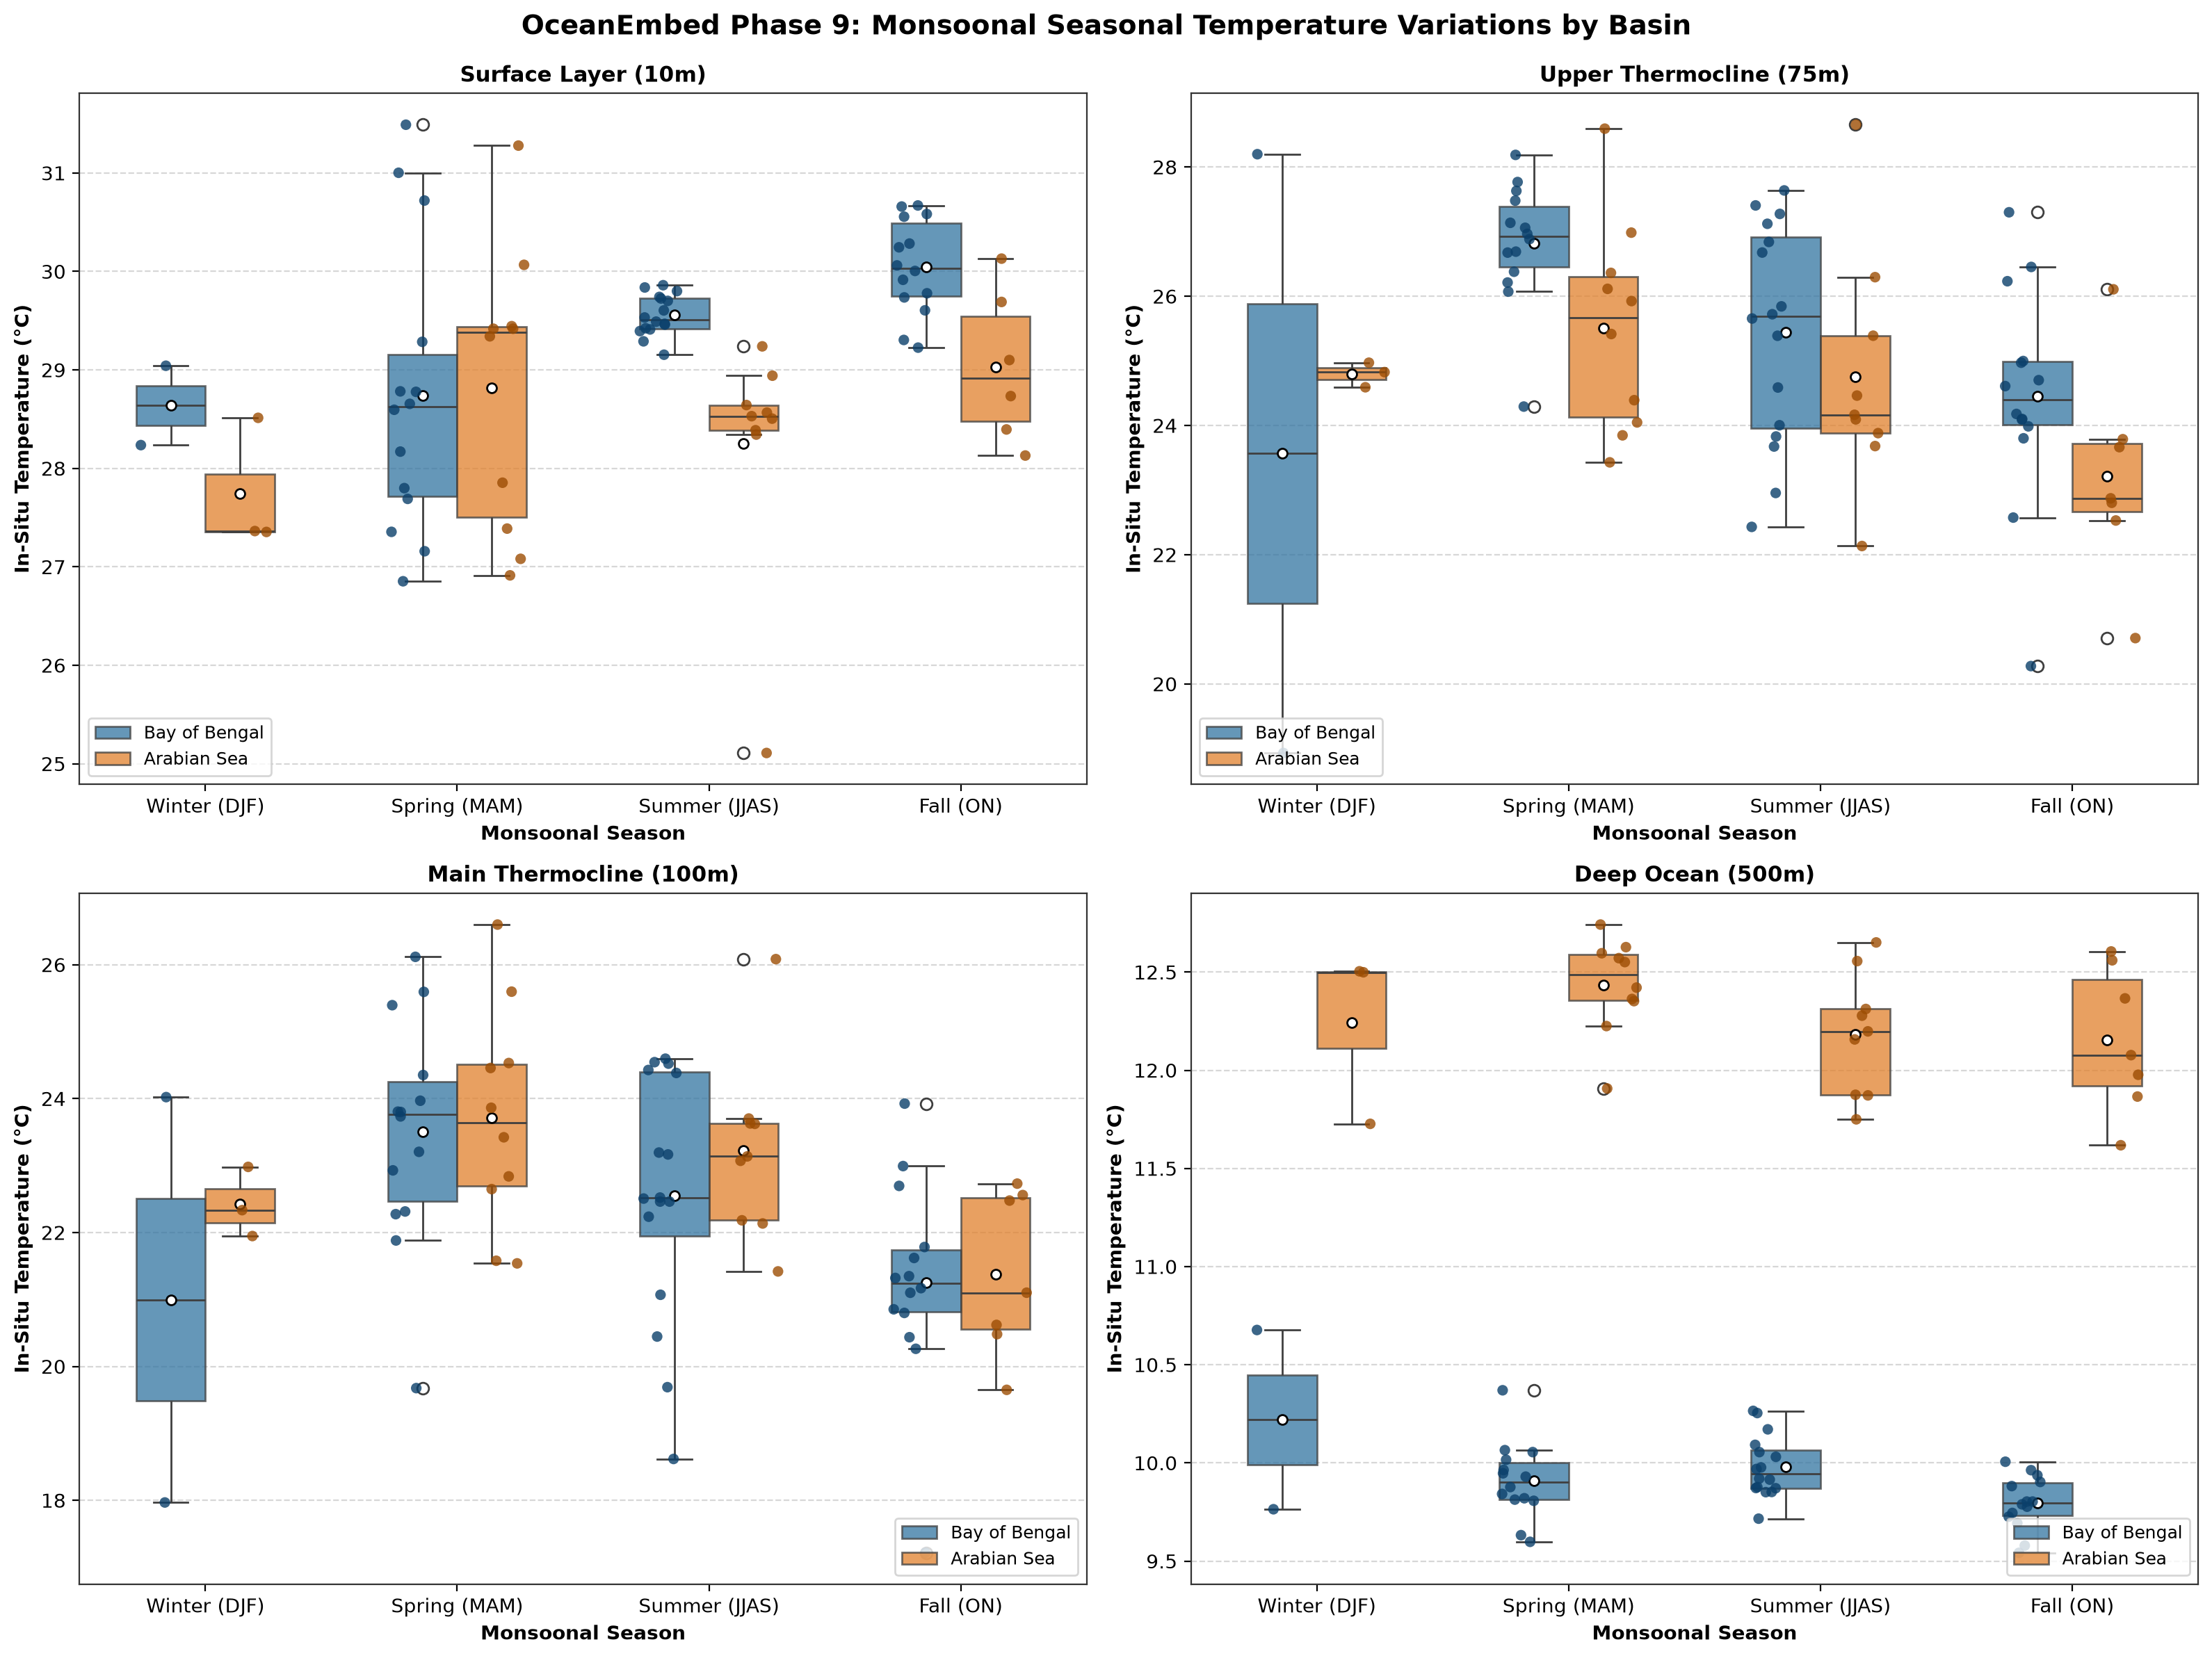 OceanEmbed Phase 9: Monsoonal Seasonal Temperature Variations by Basin
Surface Layer (10m)
In-Situ Temperature (°C)
31
30
29
28
27
26
25
Bay of Bengal
Arabian Sea
Winter (DJF)
Spring (MAM)
Summer (JJAS)
Fall (ON)
Monsoonal Season
Upper Thermocline (75m)
In-Situ Temperature (°C)
28
26
24
22
20
Bay of Bengal
Arabian Sea
Winter (DJF)
Spring (MAM)
Summer (JJAS)
Fall (ON)
Monsoonal Season
Main Thermocline (100m)
In-Situ Temperature (°C)
26
24
22
20
18
Bay of Bengal
Arabian Sea
Winter (DJF)
Spring (MAM)
Summer (JJAS)
Fall (ON)
Monsoonal Season
Deep Ocean (500m)
In-Situ Temperature (°C)
12.5
12.0
11.5
11.0
10.5
10.0
9.5
Bay of Bengal
Arabian Sea
Winter (DJF)
Spring (MAM)
Summer (JJAS)
Fall (ON)
Monsoonal Season